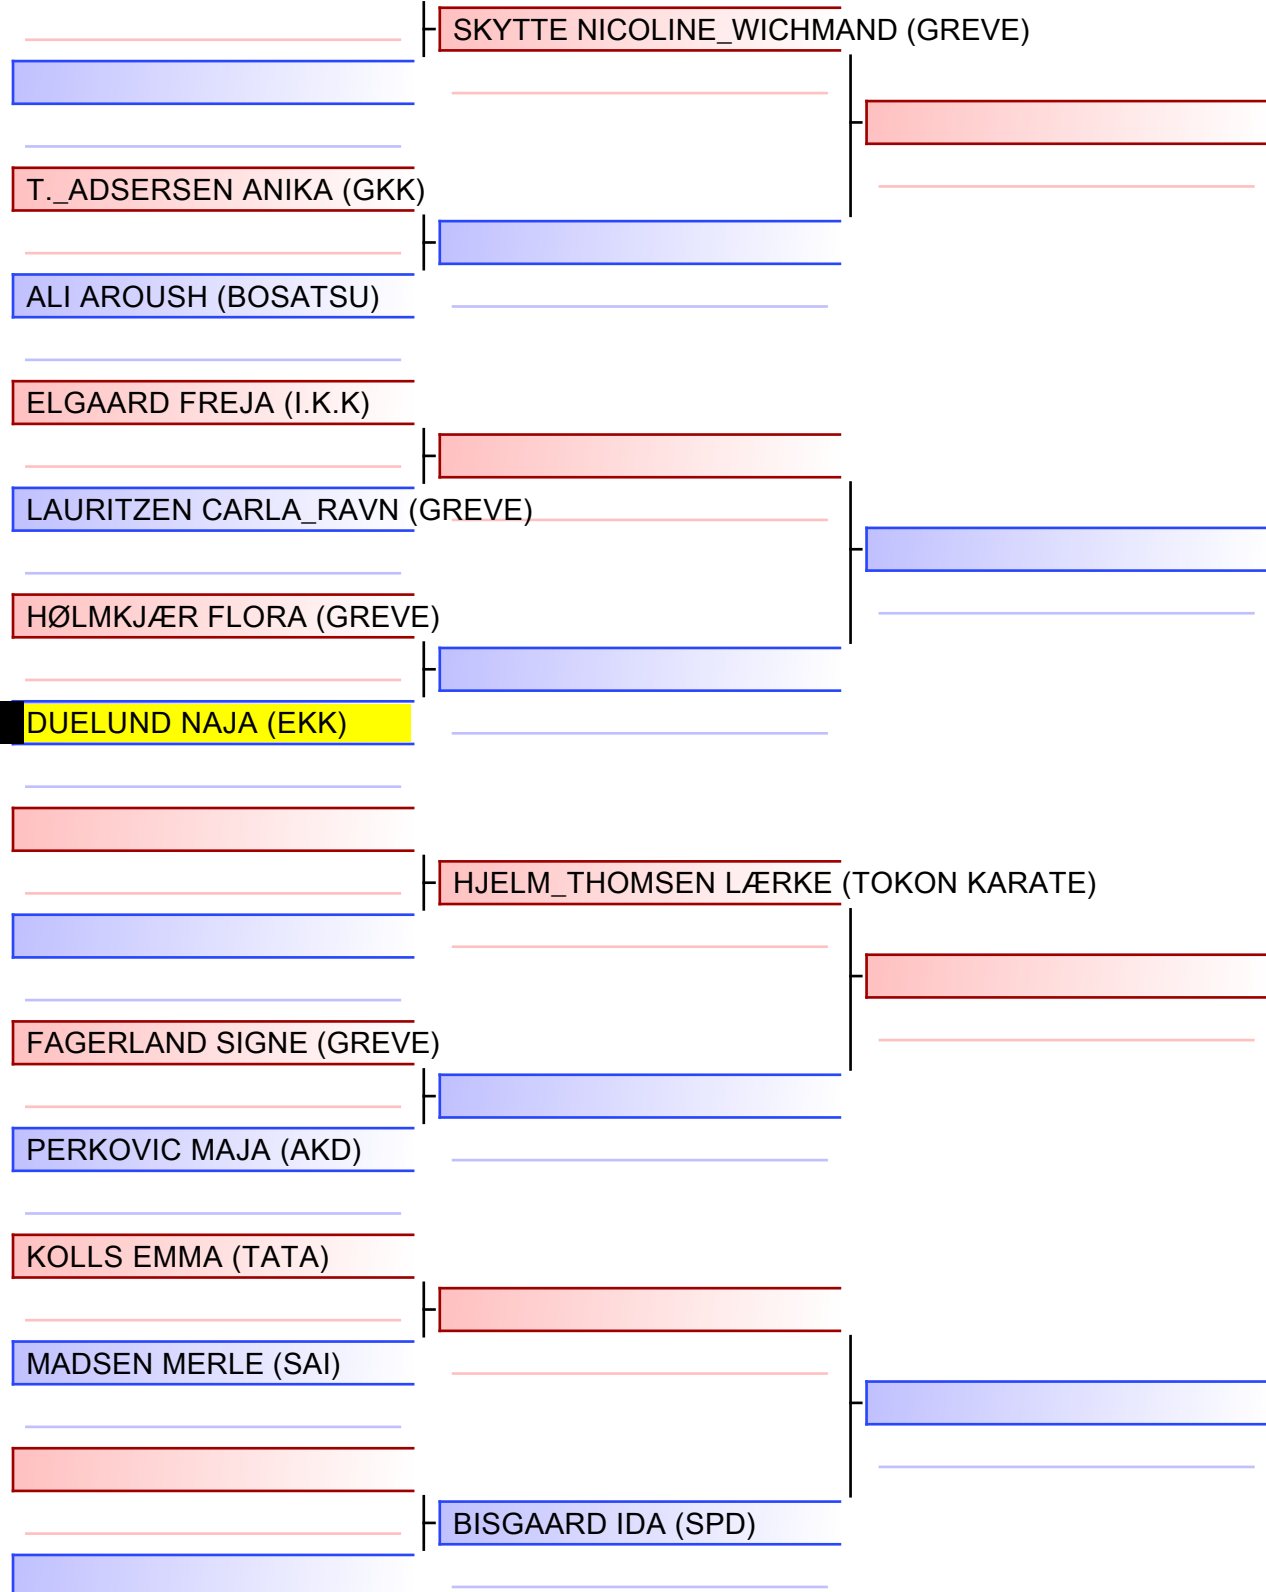 SKYTTE NICOLINE_WICHMAND (GREVE)
T._ADSERSEN ANIKA (GKK)
ALI AROUSH (BOSATSU)
ELGAARD FREJA (I.K.K)
LAURITZEN CARLA_RAVN (GREVE)
HØLMKJÆR FLORA (GREVE)
DUELUND NAJA (EKK)
HJELM_THOMSEN LÆRKE (TOKON KARATE)
FAGERLAND SIGNE (GREVE)
PERKOVIC MAJA (AKD)
KOLLS EMMA (TATA)
MADSEN MERLE (SAI)
BISGAARD IDA (SPD)